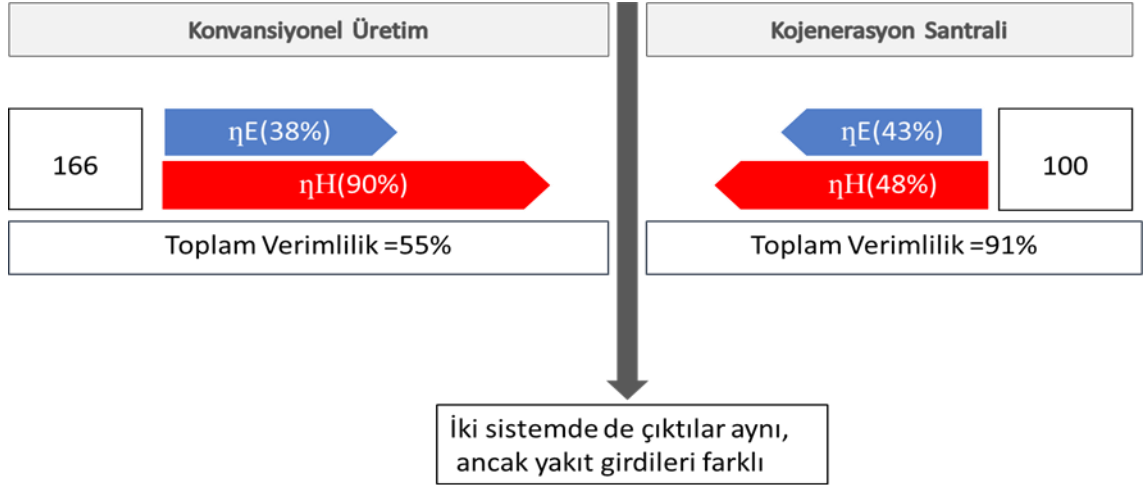 Konvansiyonel Üretim
166
ηE(38%)
ηH(90%)
Toplam Verimlilik =55%
Kojenerasyon Santrali
ηE(43%)
ηH(48%)
100
Toplam Verimlilik =91%
İki sistemde de çıktılar aynı,
ancak yakıt girdileri farklı